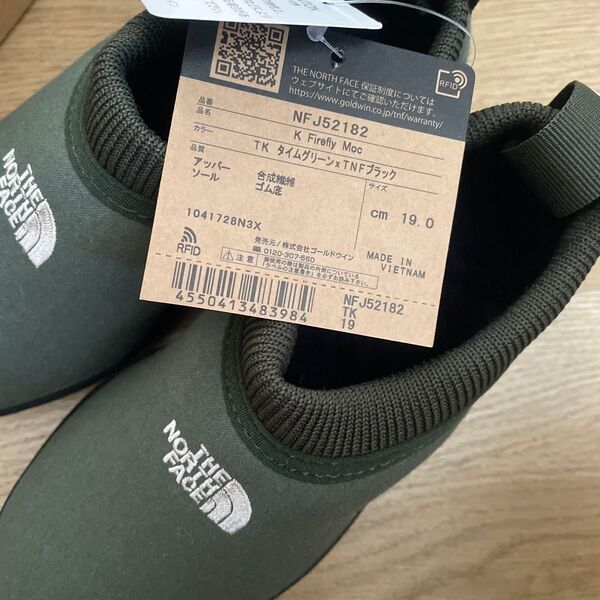 THE NORTH FACE 保証制度については
ウェブサイトにてご確認いただけます。
https://www.goldwin.co.jp/tnf/warranty/
RFID
品番 NFJ52182
品名 K Firefly Moc
カラー TK タイムグリーン×TNFブラック
品質 アッパー 合成繊維
ソール ゴム底
サイズ
cm 19.0
1041728N3X
RFID
発売元/株式会社ゴールドウイン
0120-307-560
MADE IN
VIETNAM
注意
4550413483984
NFJ52182
TK
19
THE
NORTH
FACE
THE
NORTH
FACE